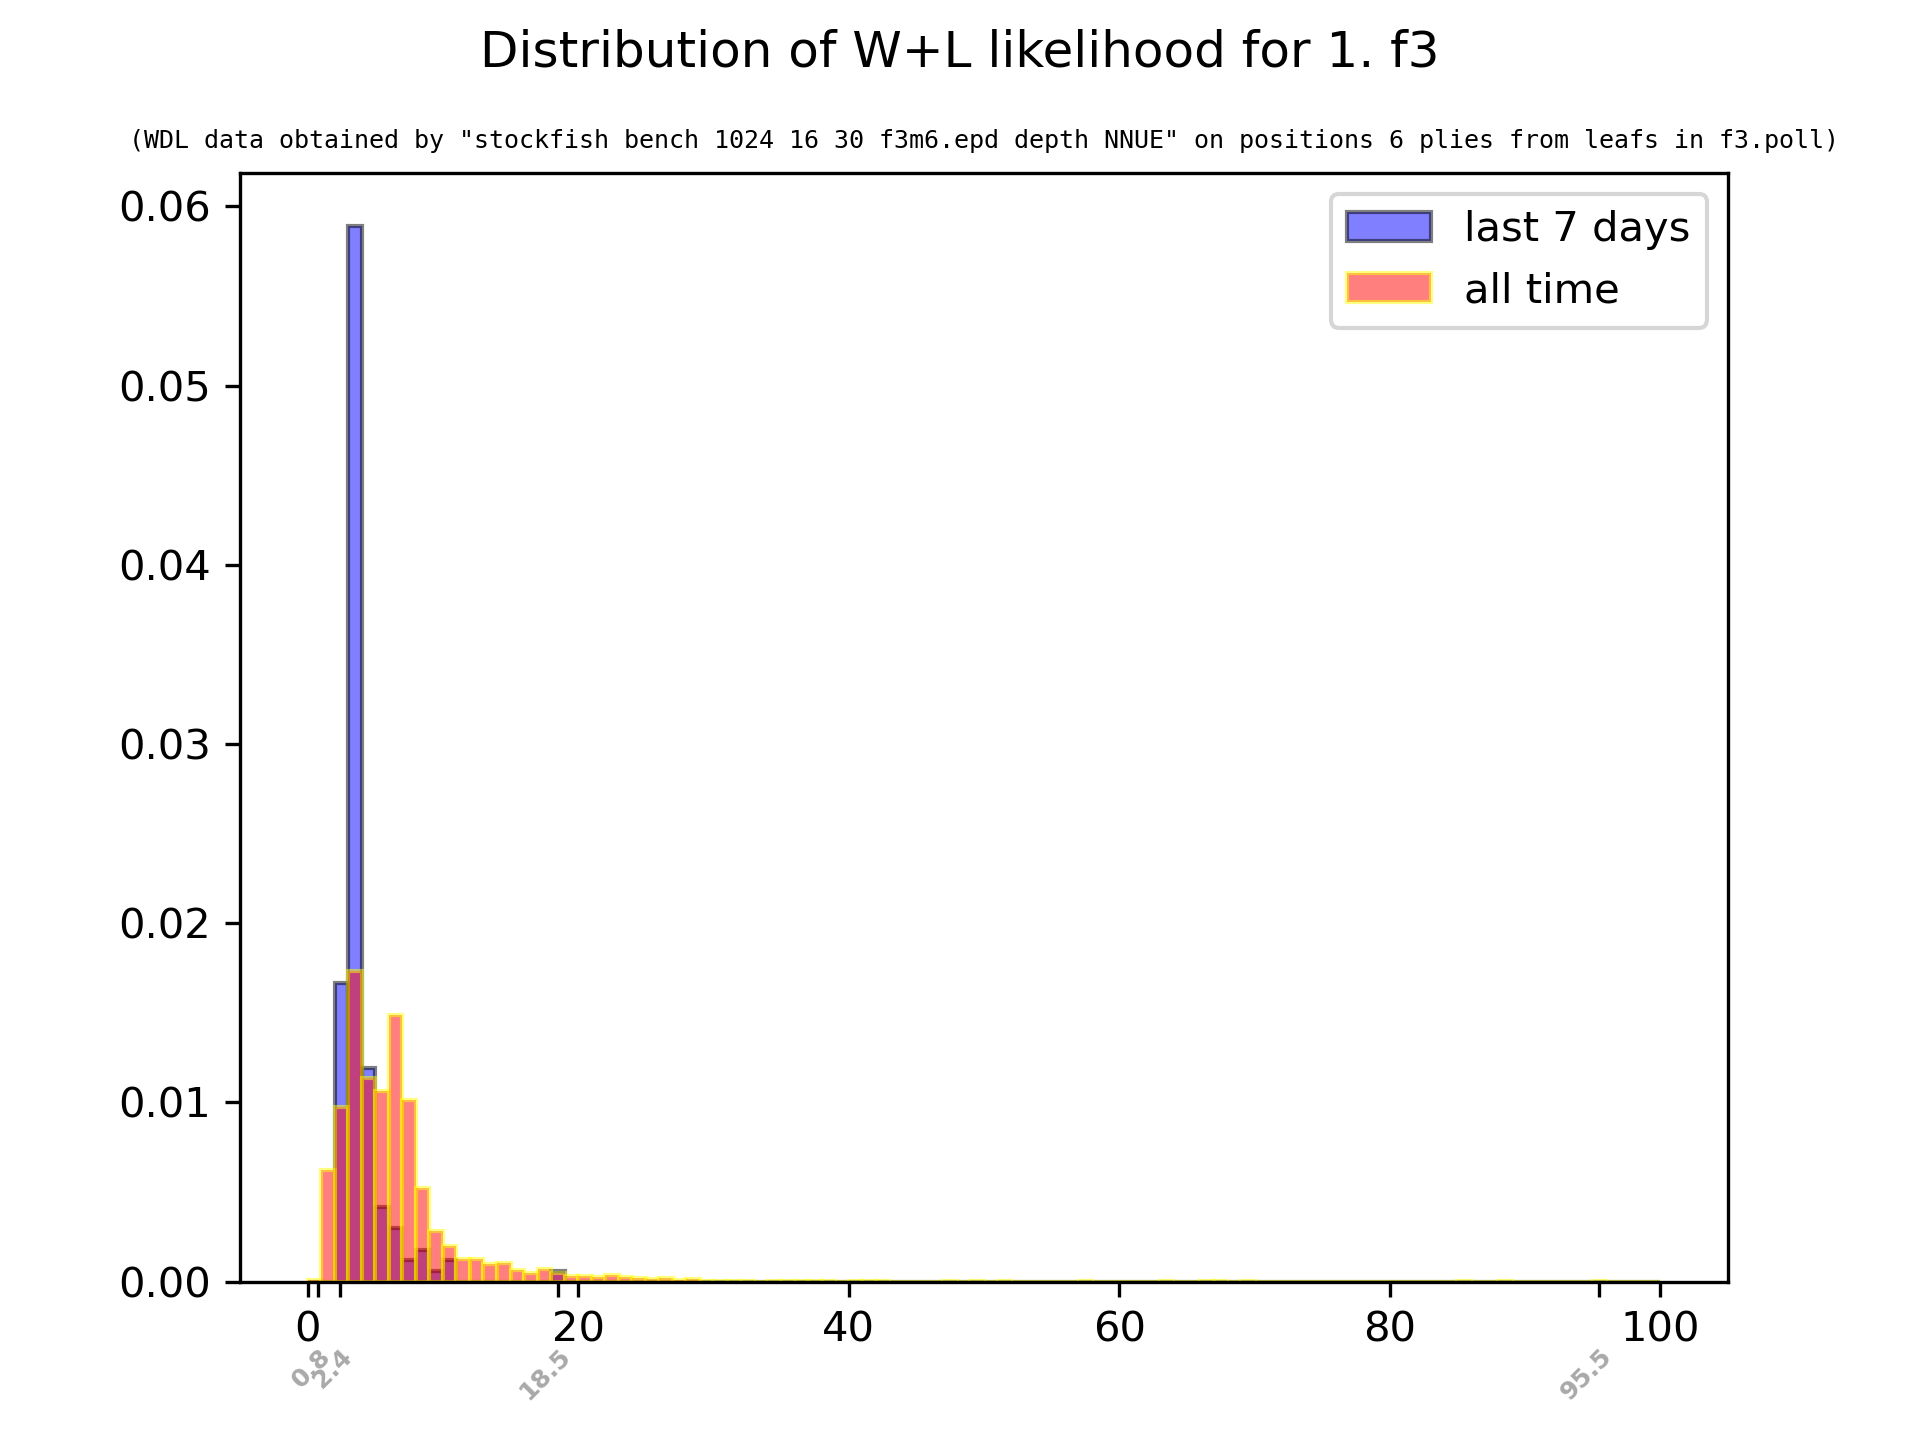 Distribution of W+L likelihood for 1. f3
(WDL data obtained by "stockfish bench 1024 16 30 f3m6.epd depth NNUE" on positions 6 plies from leafs in f3.poll)
last 7 days
all time
0.06
0.05
0.04
0.03
0.02
0.01
0.00
0 20 40 60 80 100
0.8 2.4 18.5 95.5